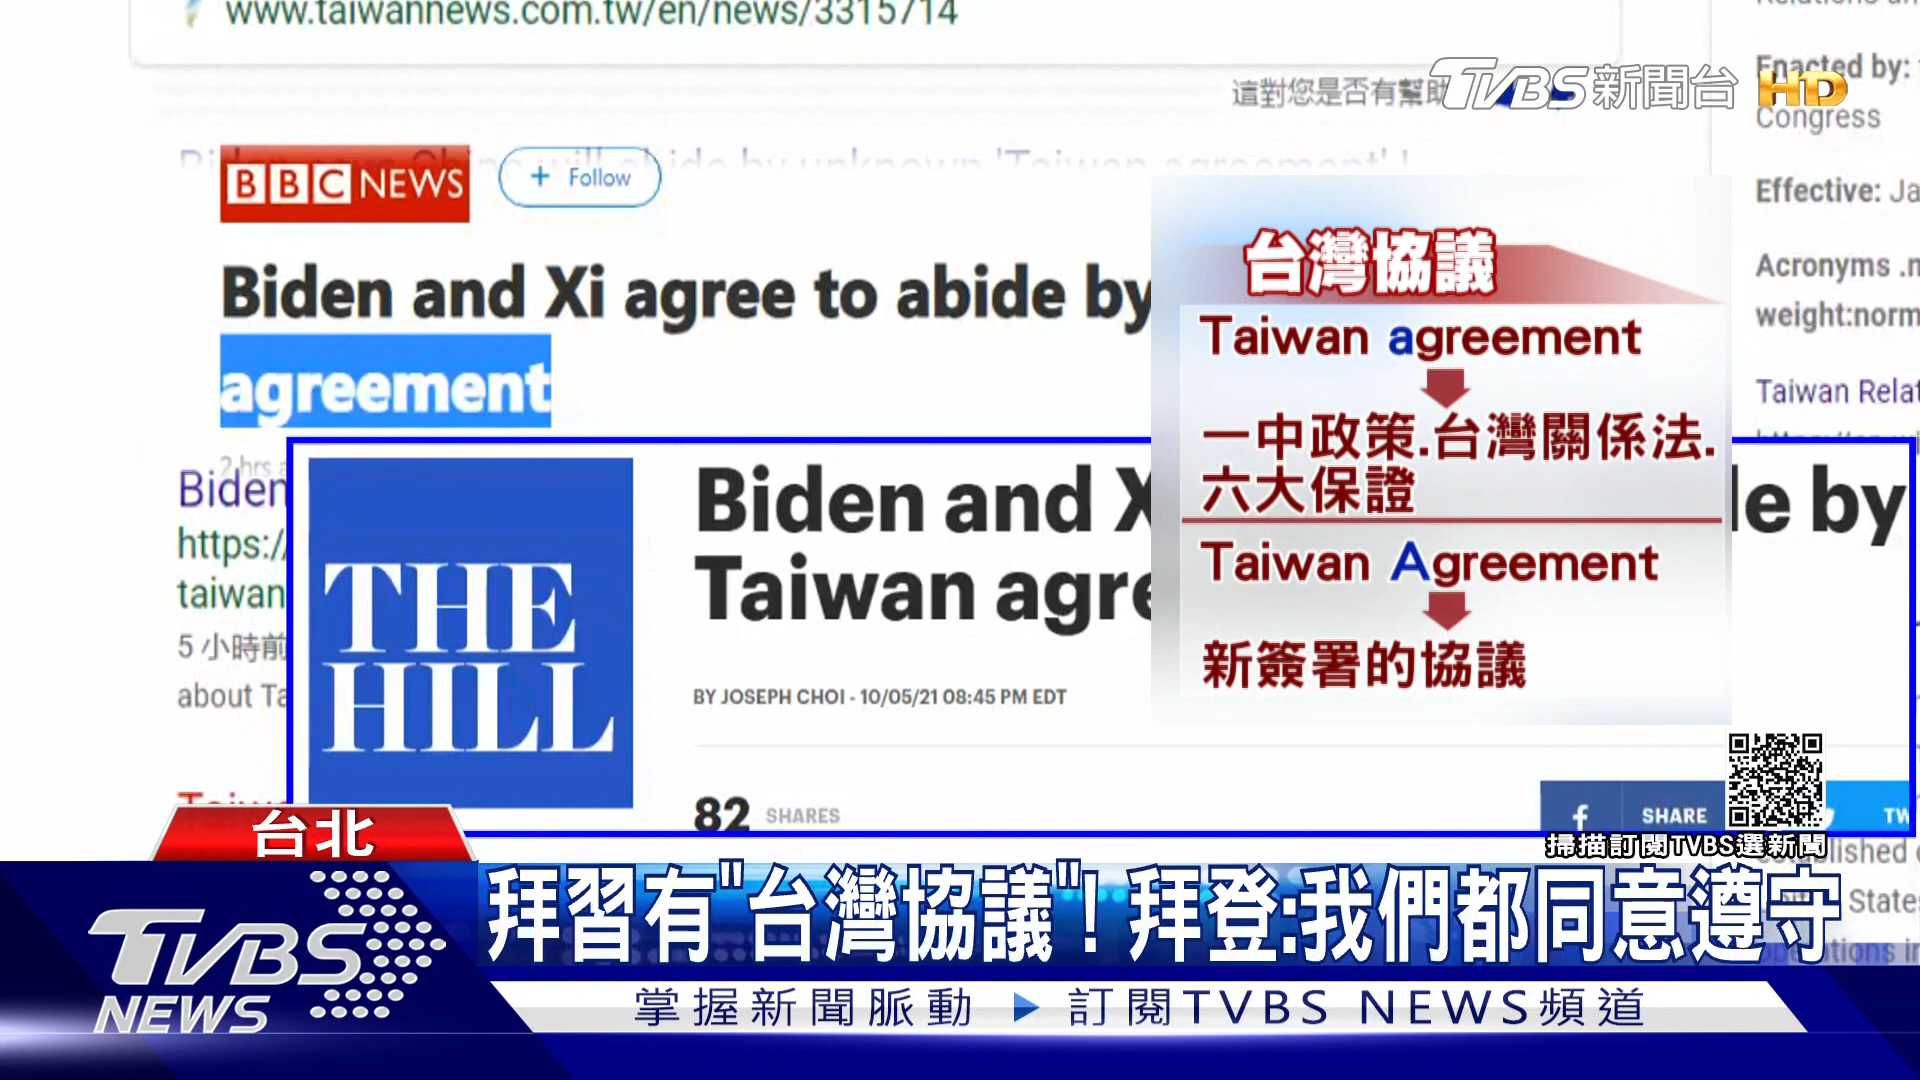 www.taiwannews.com.tw/en/news/3315714
這對您是否有幫助
TVBS新聞台 HD
Enacted by:
Congress
Effective: Ja
Acronyms .n
weight:norm
Taiwan Relat
BBC NEWS
+ Follow
Biden and Xi agree to abide by
agreement
2 hrs a
Biden
https:/
taiwan
5 小時前
about Ta
THE
HILL
Biden and X
de by
Taiwan agre
BY JOSEPH CHOI - 10/05/21 08:45 PM EDT
82 SHARES
f SHARE
TW
台灣協議
Taiwan agreement
一中政策.台灣關係法.
六大保證
Taiwan Agreement
新簽署的協議
掃描訂閱TVBS選新聞
States
台北
拜習有"台灣協議"! 拜登:我們都同意遵守
TVBS
NEWS
掌握新聞脈動 ▶ 訂閱TVBS NEWS頻道